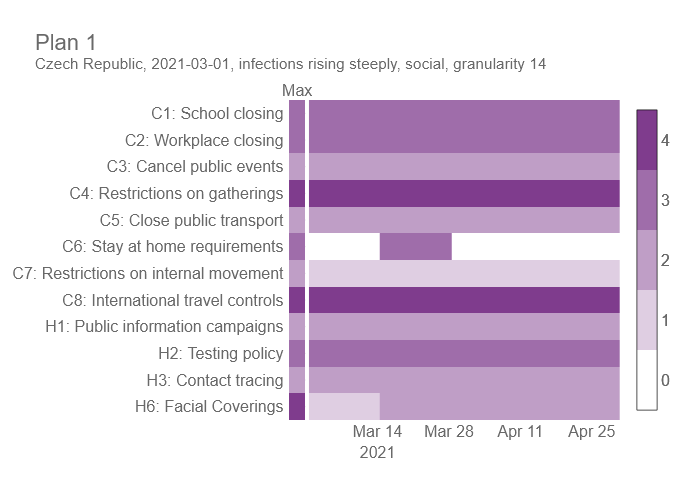 Plan 1
Czech Republic, 2021-03-01, infections rising steeply, social, granularity 14
Max
C1: School closing
C2: Workplace closing
C3: Cancel public events
C4: Restrictions on gatherings
C5: Close public transport
C6: Stay at home requirements
C7: Restrictions on internal movement
C8: International travel controls
H1: Public information campaigns
H2: Testing policy
H3: Contact tracing
H6: Facial Coverings
Mar 14 Mar 28 Apr 11 Apr 25
2021
4
3
2
1
0